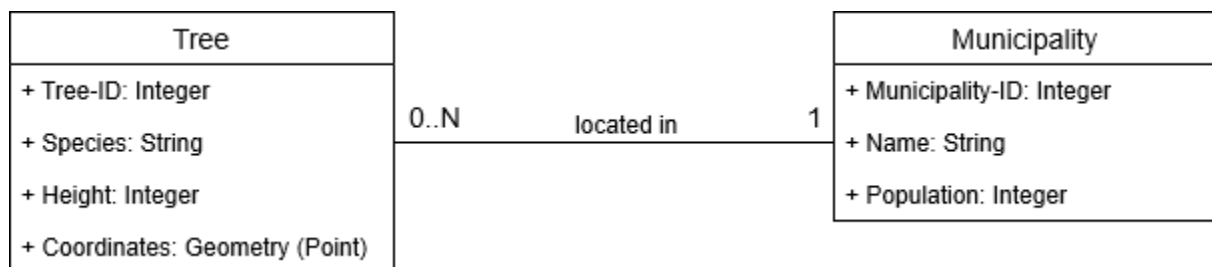 Tree
+ Tree-ID: Integer
+ Species: String
+ Height: Integer
+ Coordinates: Geometry (Point)
0..N
located in
1
Municipality
+ Municipality-ID: Integer
+ Name: String
+ Population: Integer